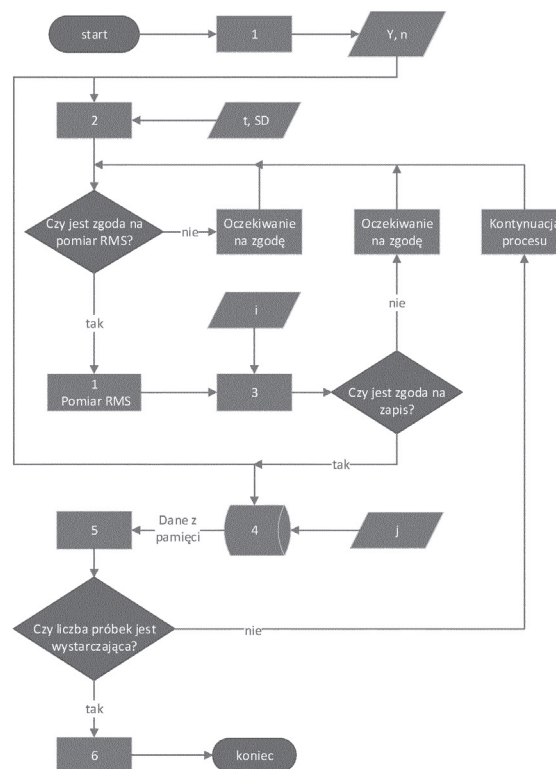 start
1
Y, n
2
t, SD
Czy jest zgoda na
pomiar RMS?
nie
Oczekiwanie
na zgodę
Oczekiwanie
na zgodę
Kontynuacja
procesu
tak
i
nie
1
Pomiar RMS
3
Czy jest zgoda na
zapis?
tak
5
Dane z
pamięci
4
j
Czy liczba próbek jest
wystarczająca?
nie
tak
6
koniec